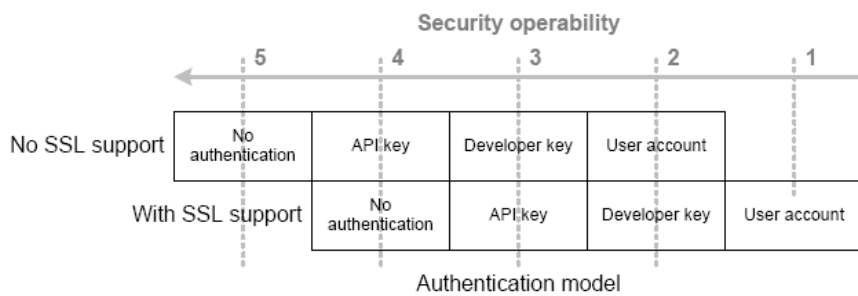 Security operability
5 4 3 2 1
No SSL support
No authentication
API key
Developer key
User account
With SSL support
No authentication
API key
Developer key
User account
Authentication model